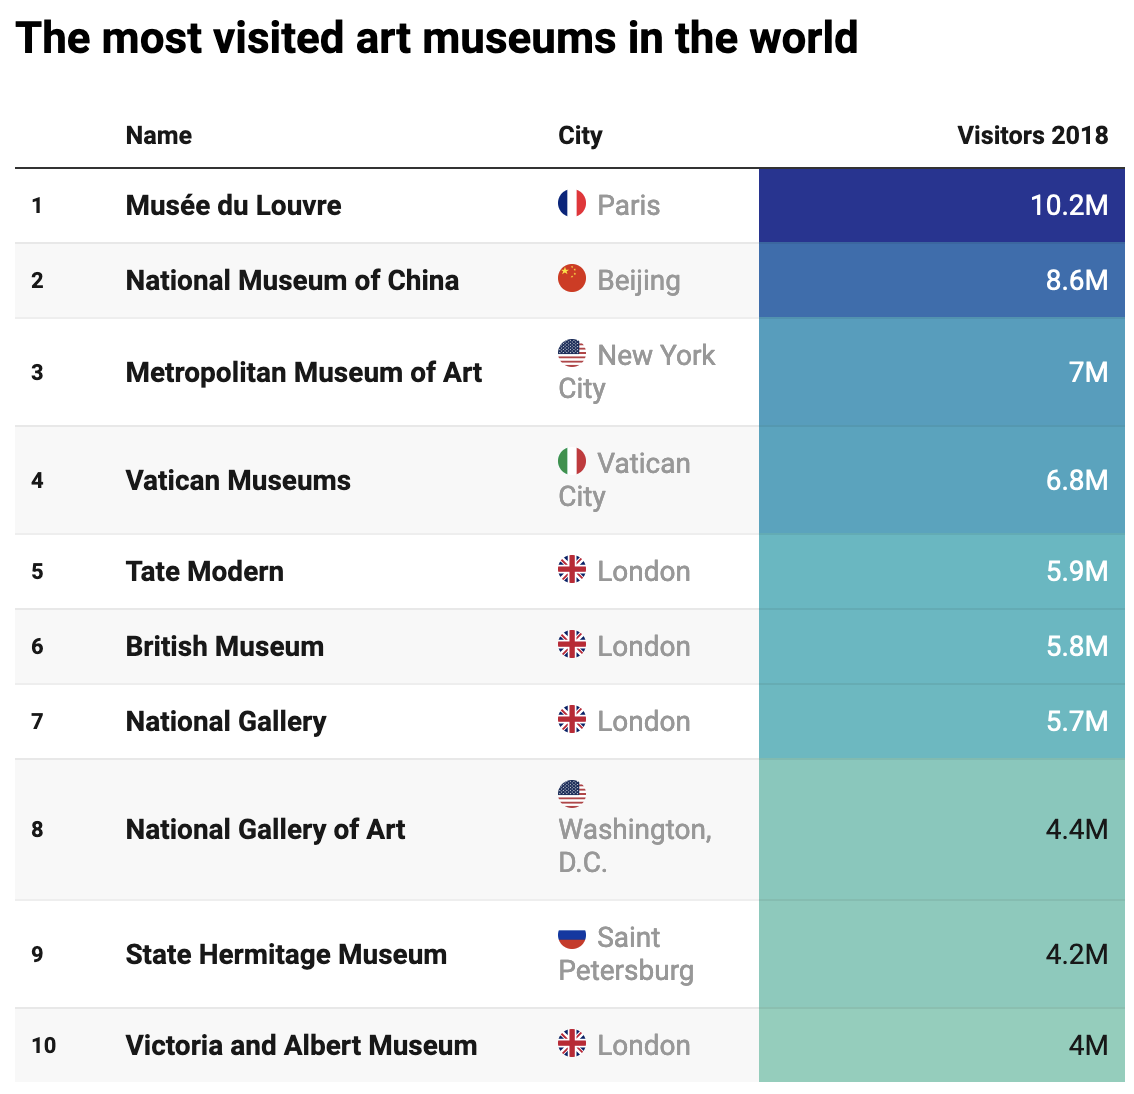 The most visited art museums in the world
Name City Visitors 2018
1 Musée du Louvre Paris 10.2M
2 National Museum of China Beijing 8.6M
3 Metropolitan Museum of Art New York
City 7M
4 Vatican Museums Vatican
City 6.8M
5 Tate Modern London 5.9M
6 British Museum London 5.8M
7 National Gallery London 5.7M
8 National Gallery of Art Washington,
D.C. 4.4M
9 State Hermitage Museum Saint
Petersburg 4.2M
10 Victoria and Albert Museum London 4M